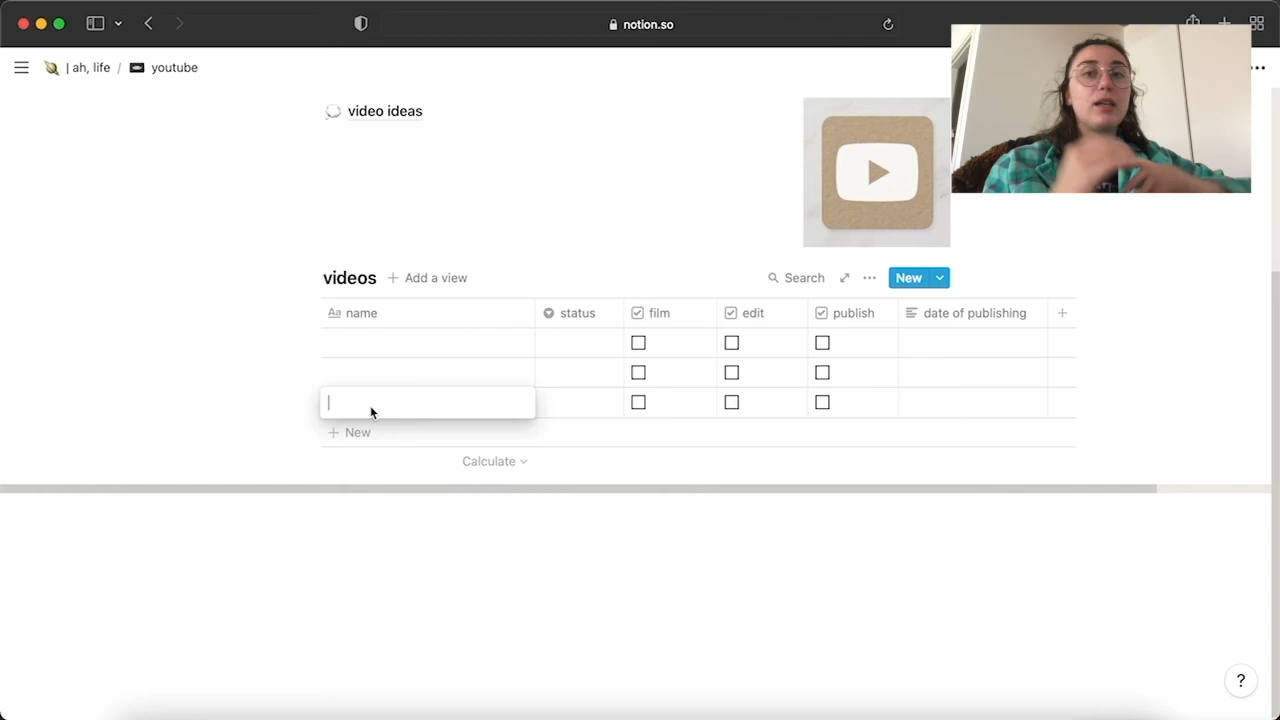 notion.so
| ah, life / youtube
video ideas
videos + Add a view Search New
Aa name status film edit publish date of publishing +
+ New
Calculate
?